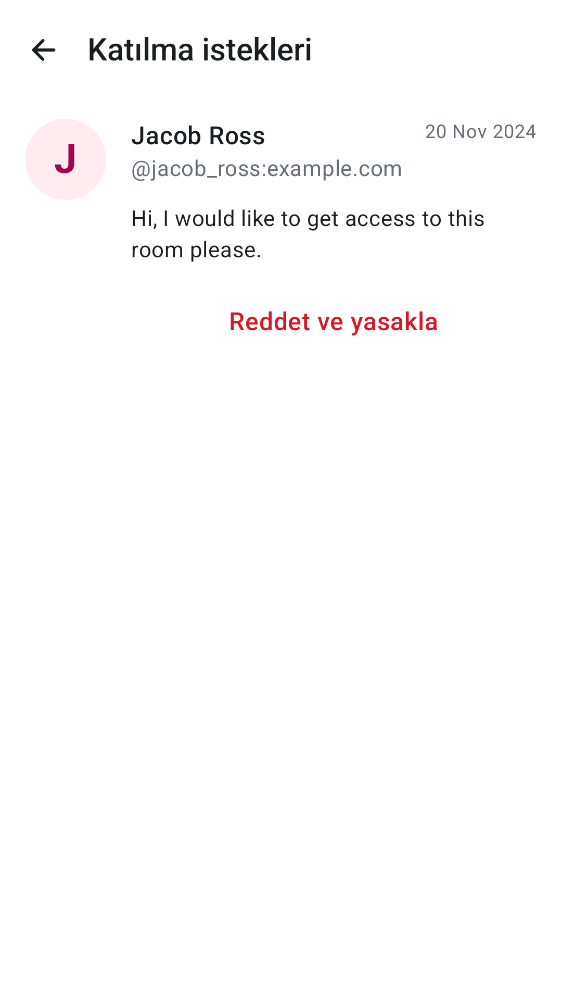 Katılma istekleri
J
Jacob Ross
20 Nov 2024
@jacob_ross:example.com
Hi, I would like to get access to this
room please.
Reddet ve yasakla